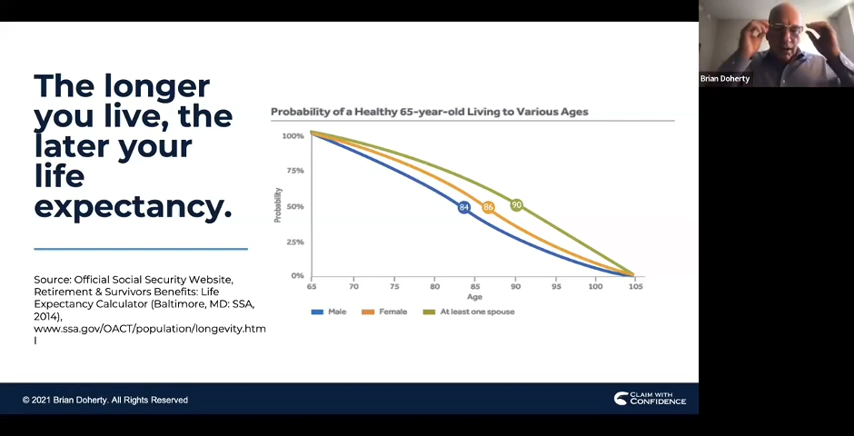 The longer
you live, the
later your
life
expectancy.
Source: Official Social Security Website,
Retirement & Survivors Benefits: Life
Expectancy Calculator (Baltimore, MD: SSA,
2014),
www.ssa.gov/OACT/population/longevity.htm
l
Probability of a Healthy 65-year-old Living to Various Ages
Probability
100%
75%
50%
25%
0%
84
86
90
65 70 75 80 85 90 95 100 105
Age
Male Female At least one spouse
© 2021 Brian Doherty. All Rights Reserved
CLAIM WITH
CONFIDENCE
Brian Doherty